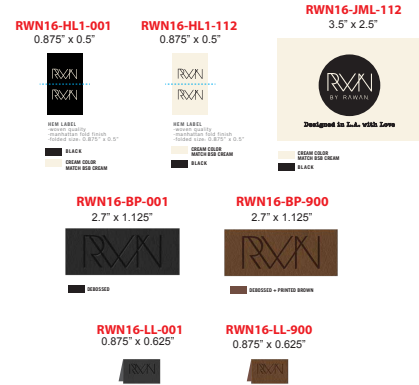 RWN16-HL1-001
0.875” x 0.5”
RWN
RWN
HEM LABEL
-woven quality
-manhattan fold finish
-folded size- 0.875" x 0.5"
BLACK
CREAM COLOR
MATCH BSB CREAM
RWN16-HL1-112
0.875” x 0.5”
RWN
RWN
HEM LABEL
-woven quality
-manhattan fold finish
-folded size- 0.875" x 0.5"
CREAM COLOR
MATCH BSB CREAM
BLACK
RWN16-JML-112
3.5” x 2.5”
RWN
BY RAWAN
Designed in L.A. with Love
CREAM COLOR
MATCH BSB CREAM
BLACK
RWN16-BP-001
2.7” x 1.125”
RWN
DEBOSSED
RWN16-BP-900
2.7” x 1.125”
RWN
DEBOSSED + PRINTED BROWN
RWN16-LL-001
0.875” x 0.625”
RWN
RWN16-LL-900
0.875” x 0.625”
RWN